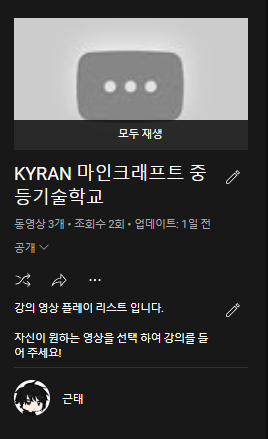 모두 재생
KYRAN 마인크래프트 중
등기술학교
동영상 3개 • 조회수 2회 • 업데이트: 1일 전
공개
강의 영상 플레이 리스트 입니다.
자신이 원하는 영상을 선택 하여 강의를 들
어 주세요!
근태